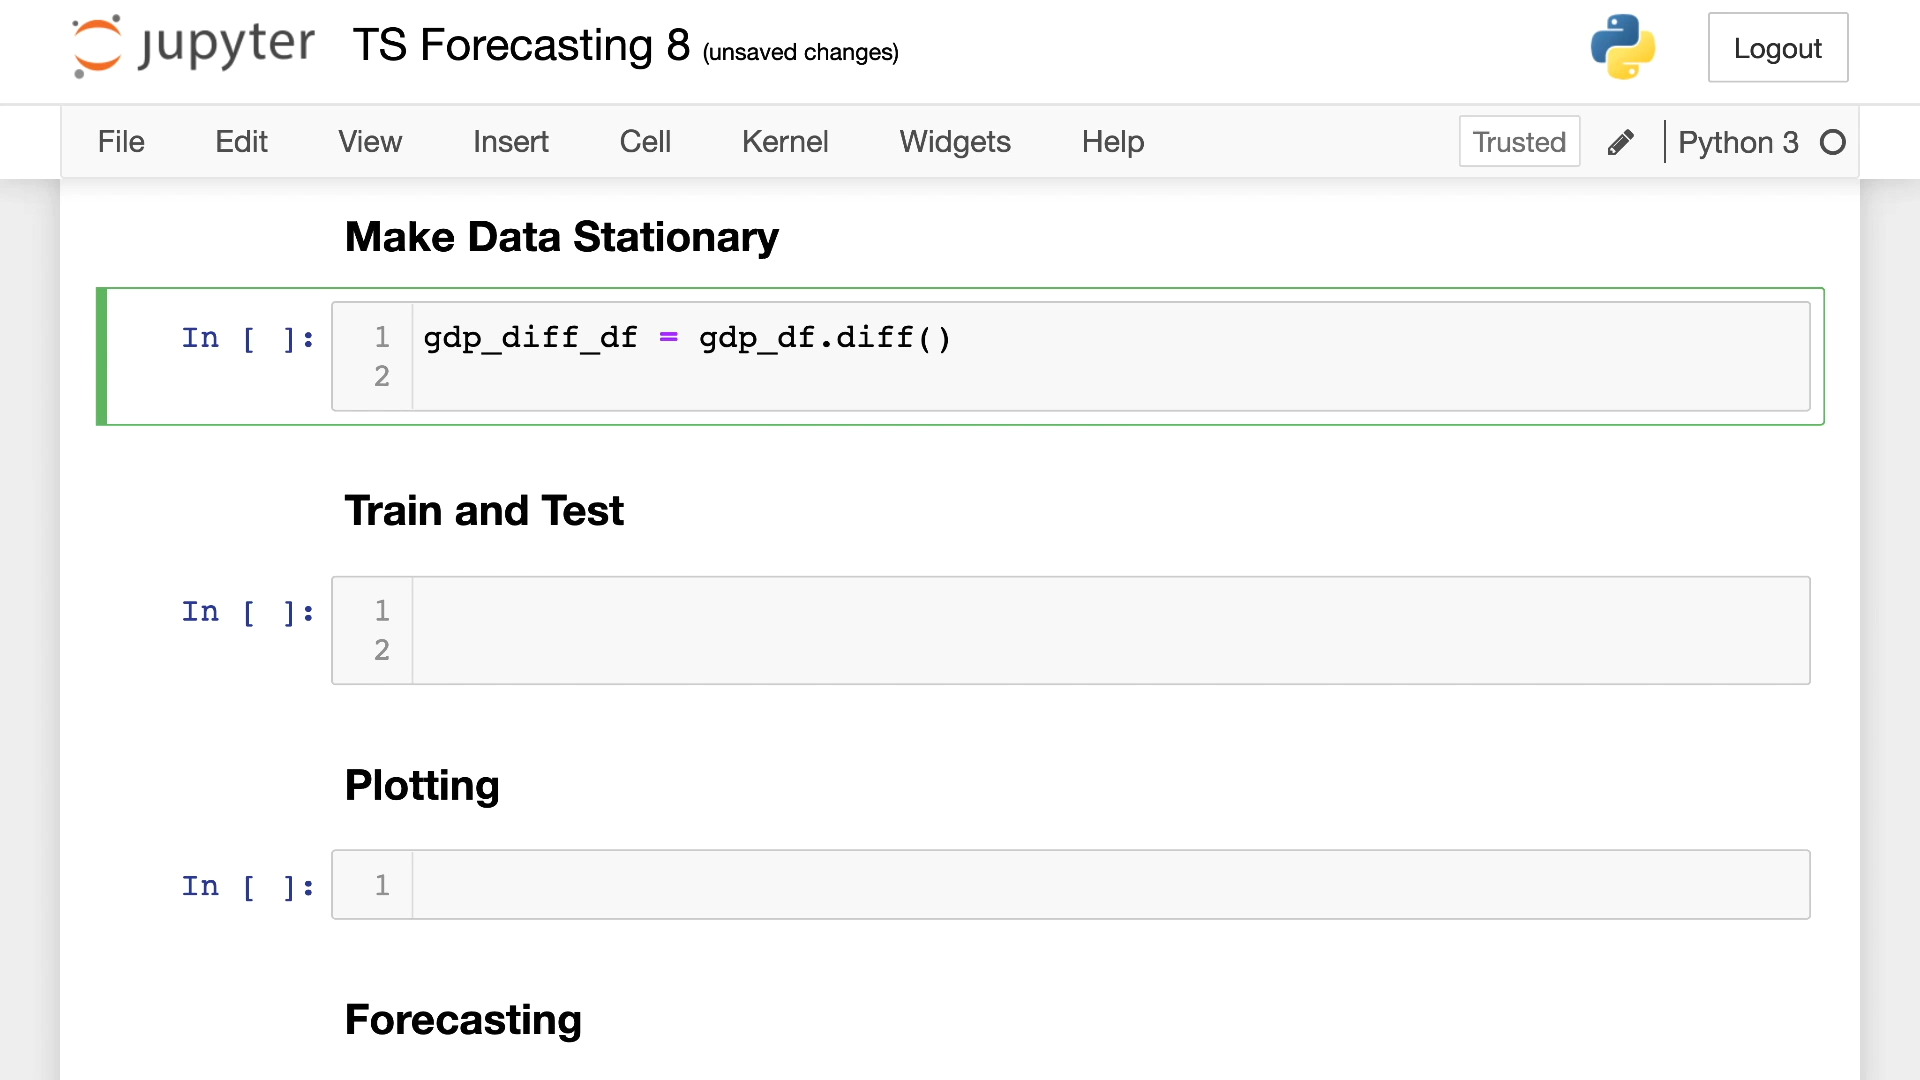 jupyter TS Forecasting 8 (unsaved changes) Logout
File Edit View Insert Cell Kernel Widgets Help Trusted Python 3
Make Data Stationary
In [ ]: 1 gdp_diff_df = gdp_df.diff()
2
Train and Test
In [ ]: 1
2
Plotting
In [ ]: 1
Forecasting